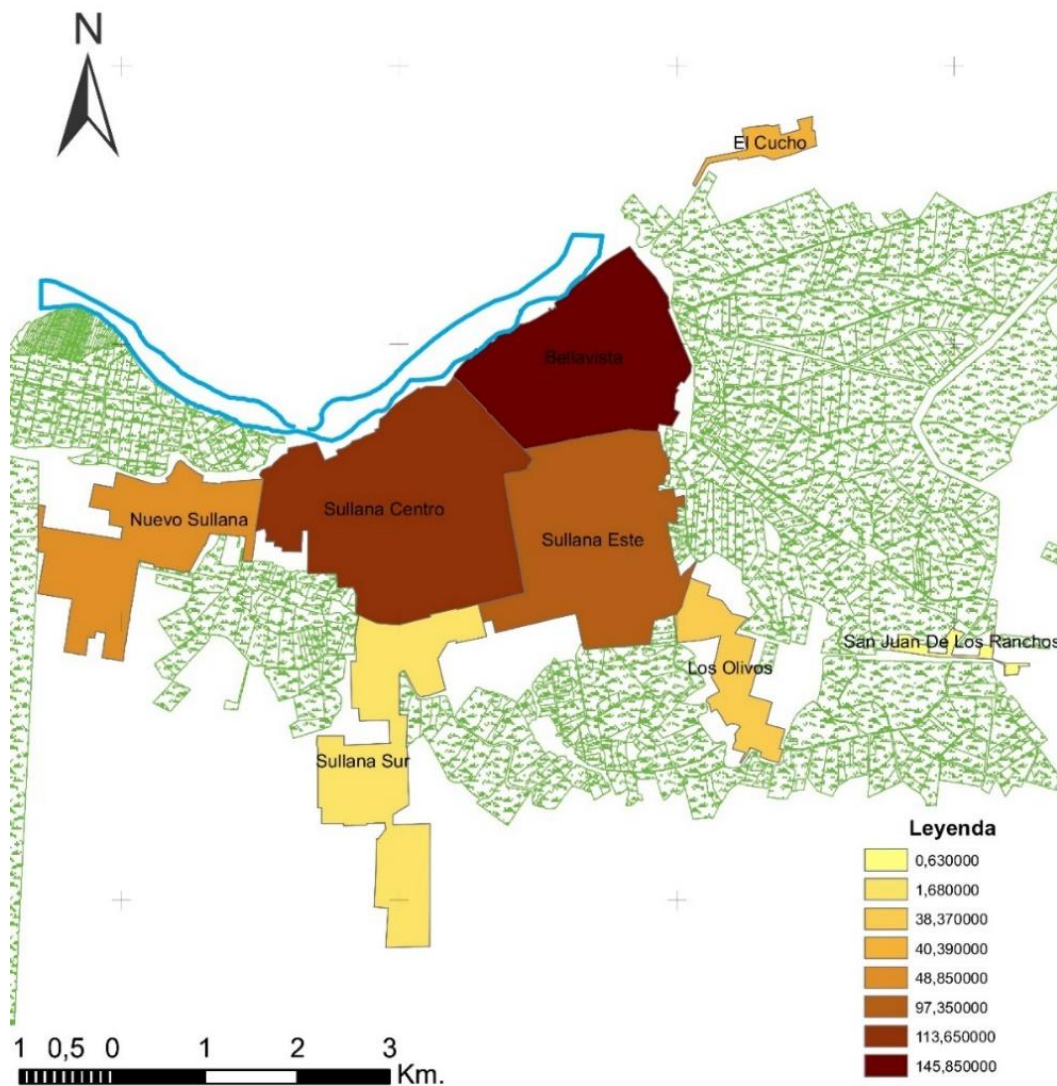 N
El Cucho
Bellavista
Sullana Centro
Nuevo Sullana
Sullana Este
San Juan De Los Ranchos
Los Olivos
Sullana Sur
Leyenda
0,630000
1,680000
38,370000
40,390000
48,850000
97,350000
113,650000
145,850000
1 0,5 0 1 2 3 Km.